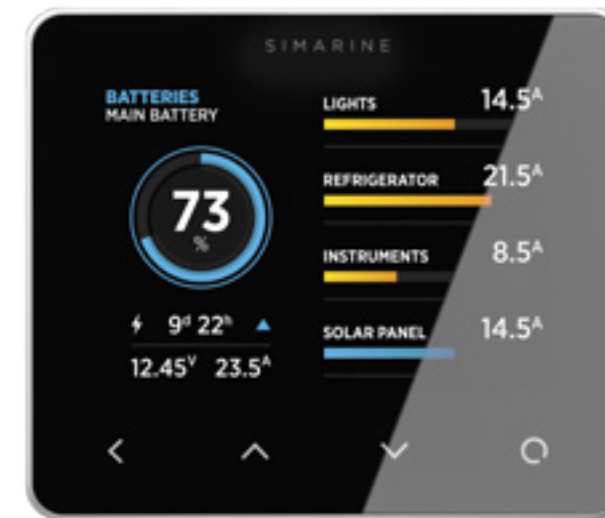 SIMARINE
BATTERIES
MAIN BATTERY
73
%
9d 22h
12.45V 23.5A
LIGHTS 14.5A
REFRIGERATOR 21.5A
INSTRUMENTS 8.5A
SOLAR PANEL 14.5A